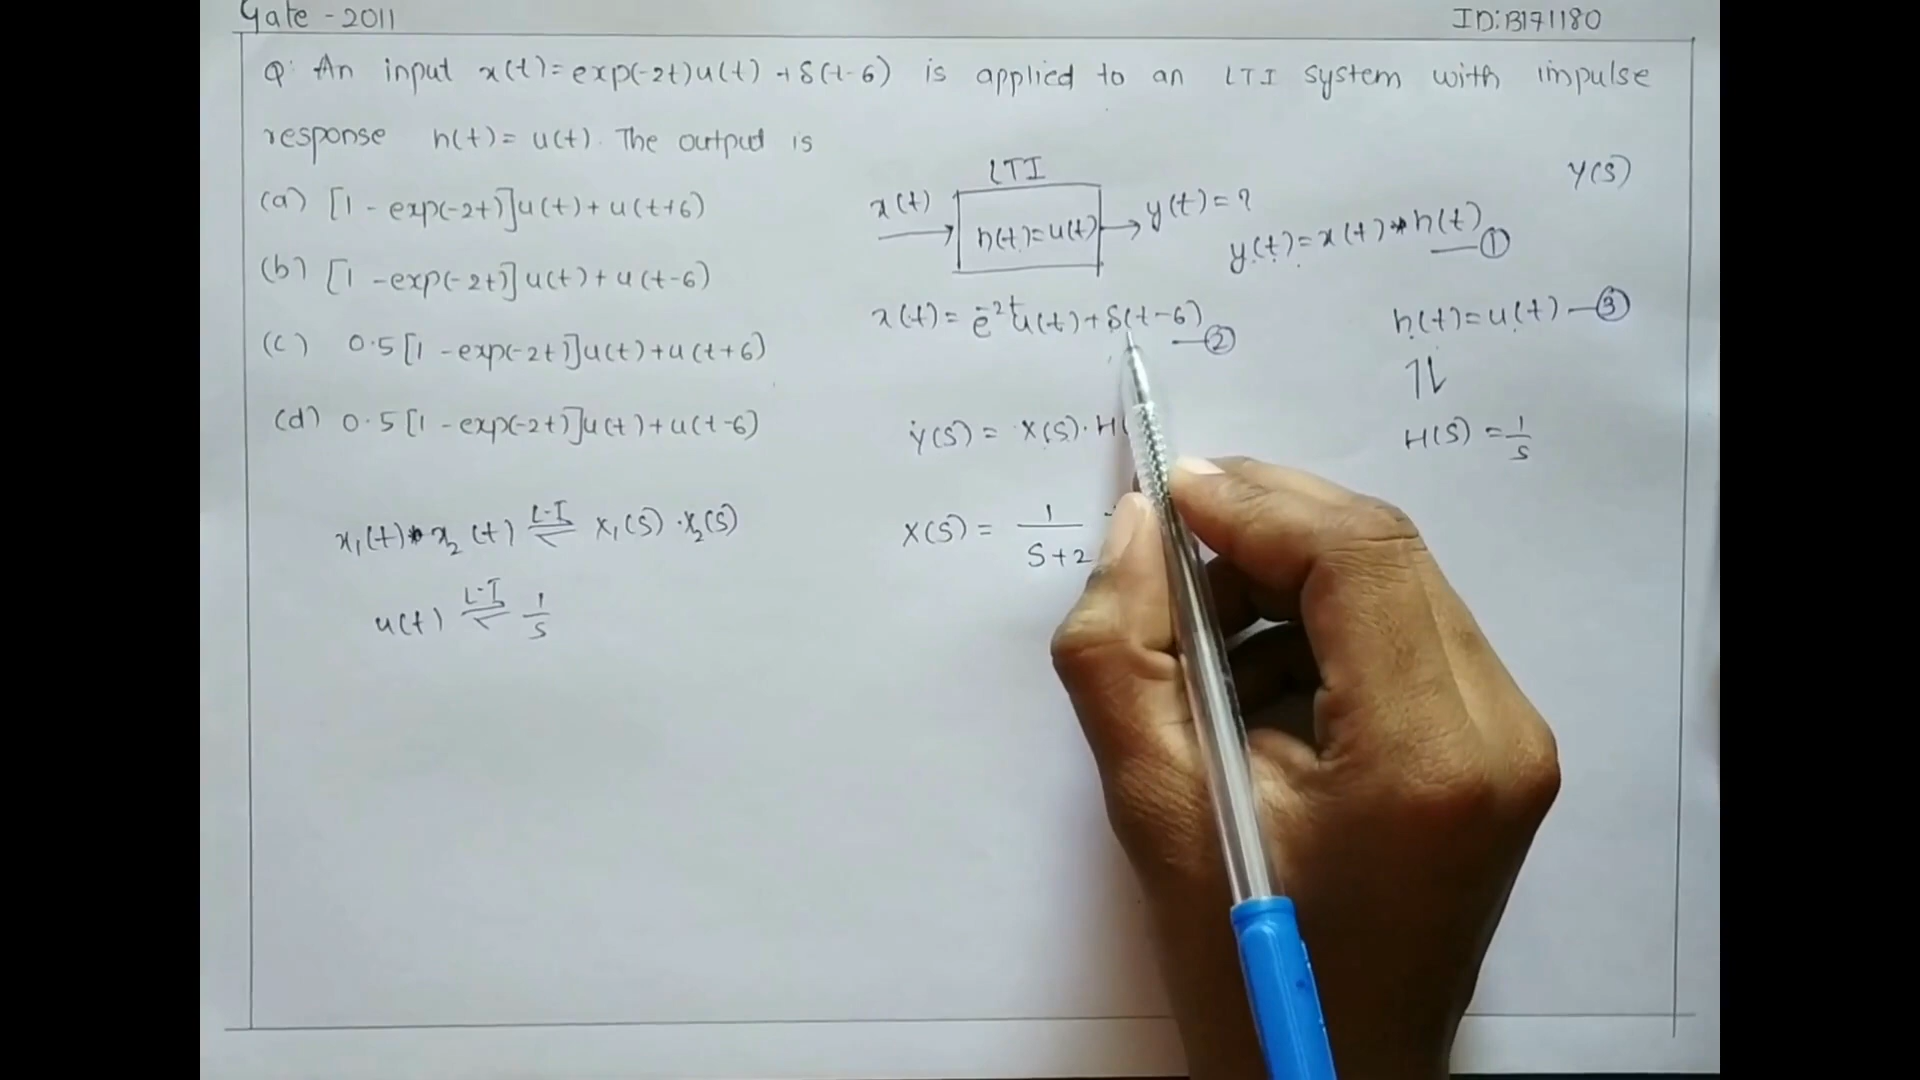 Gate - 2011
ID:B171180
Q: An input x(t)=exp(-2t)u(t)+δ(t-6) is applied to an LTI system with impulse
response h(t)=u(t). The output is
(a) [1-exp(-2t)]u(t)+u(t+6)
(b) [1-exp(-2t)]u(t)+u(t-6)
(c) 0.5[1-exp(-2t)]u(t)+u(t+6)
(d) 0.5[1-exp(-2t)]u(t)+u(t-6)
x₁(t)*x₂(t) L.T ⇌ X₁(S).X₂(S)
u(t) L.T ⇌ 1/s
LTI
x(t) → h(t)=u(t) → y(t)=?
Y(S)
y(t)=x(t)*h(t) —①
x(t)=e⁻²ᵗu(t)+δ(t-6) —②
h(t)=u(t) —③
Y(S)= X(S).H(
H(S)=1/s
X(S)= 1/S+2